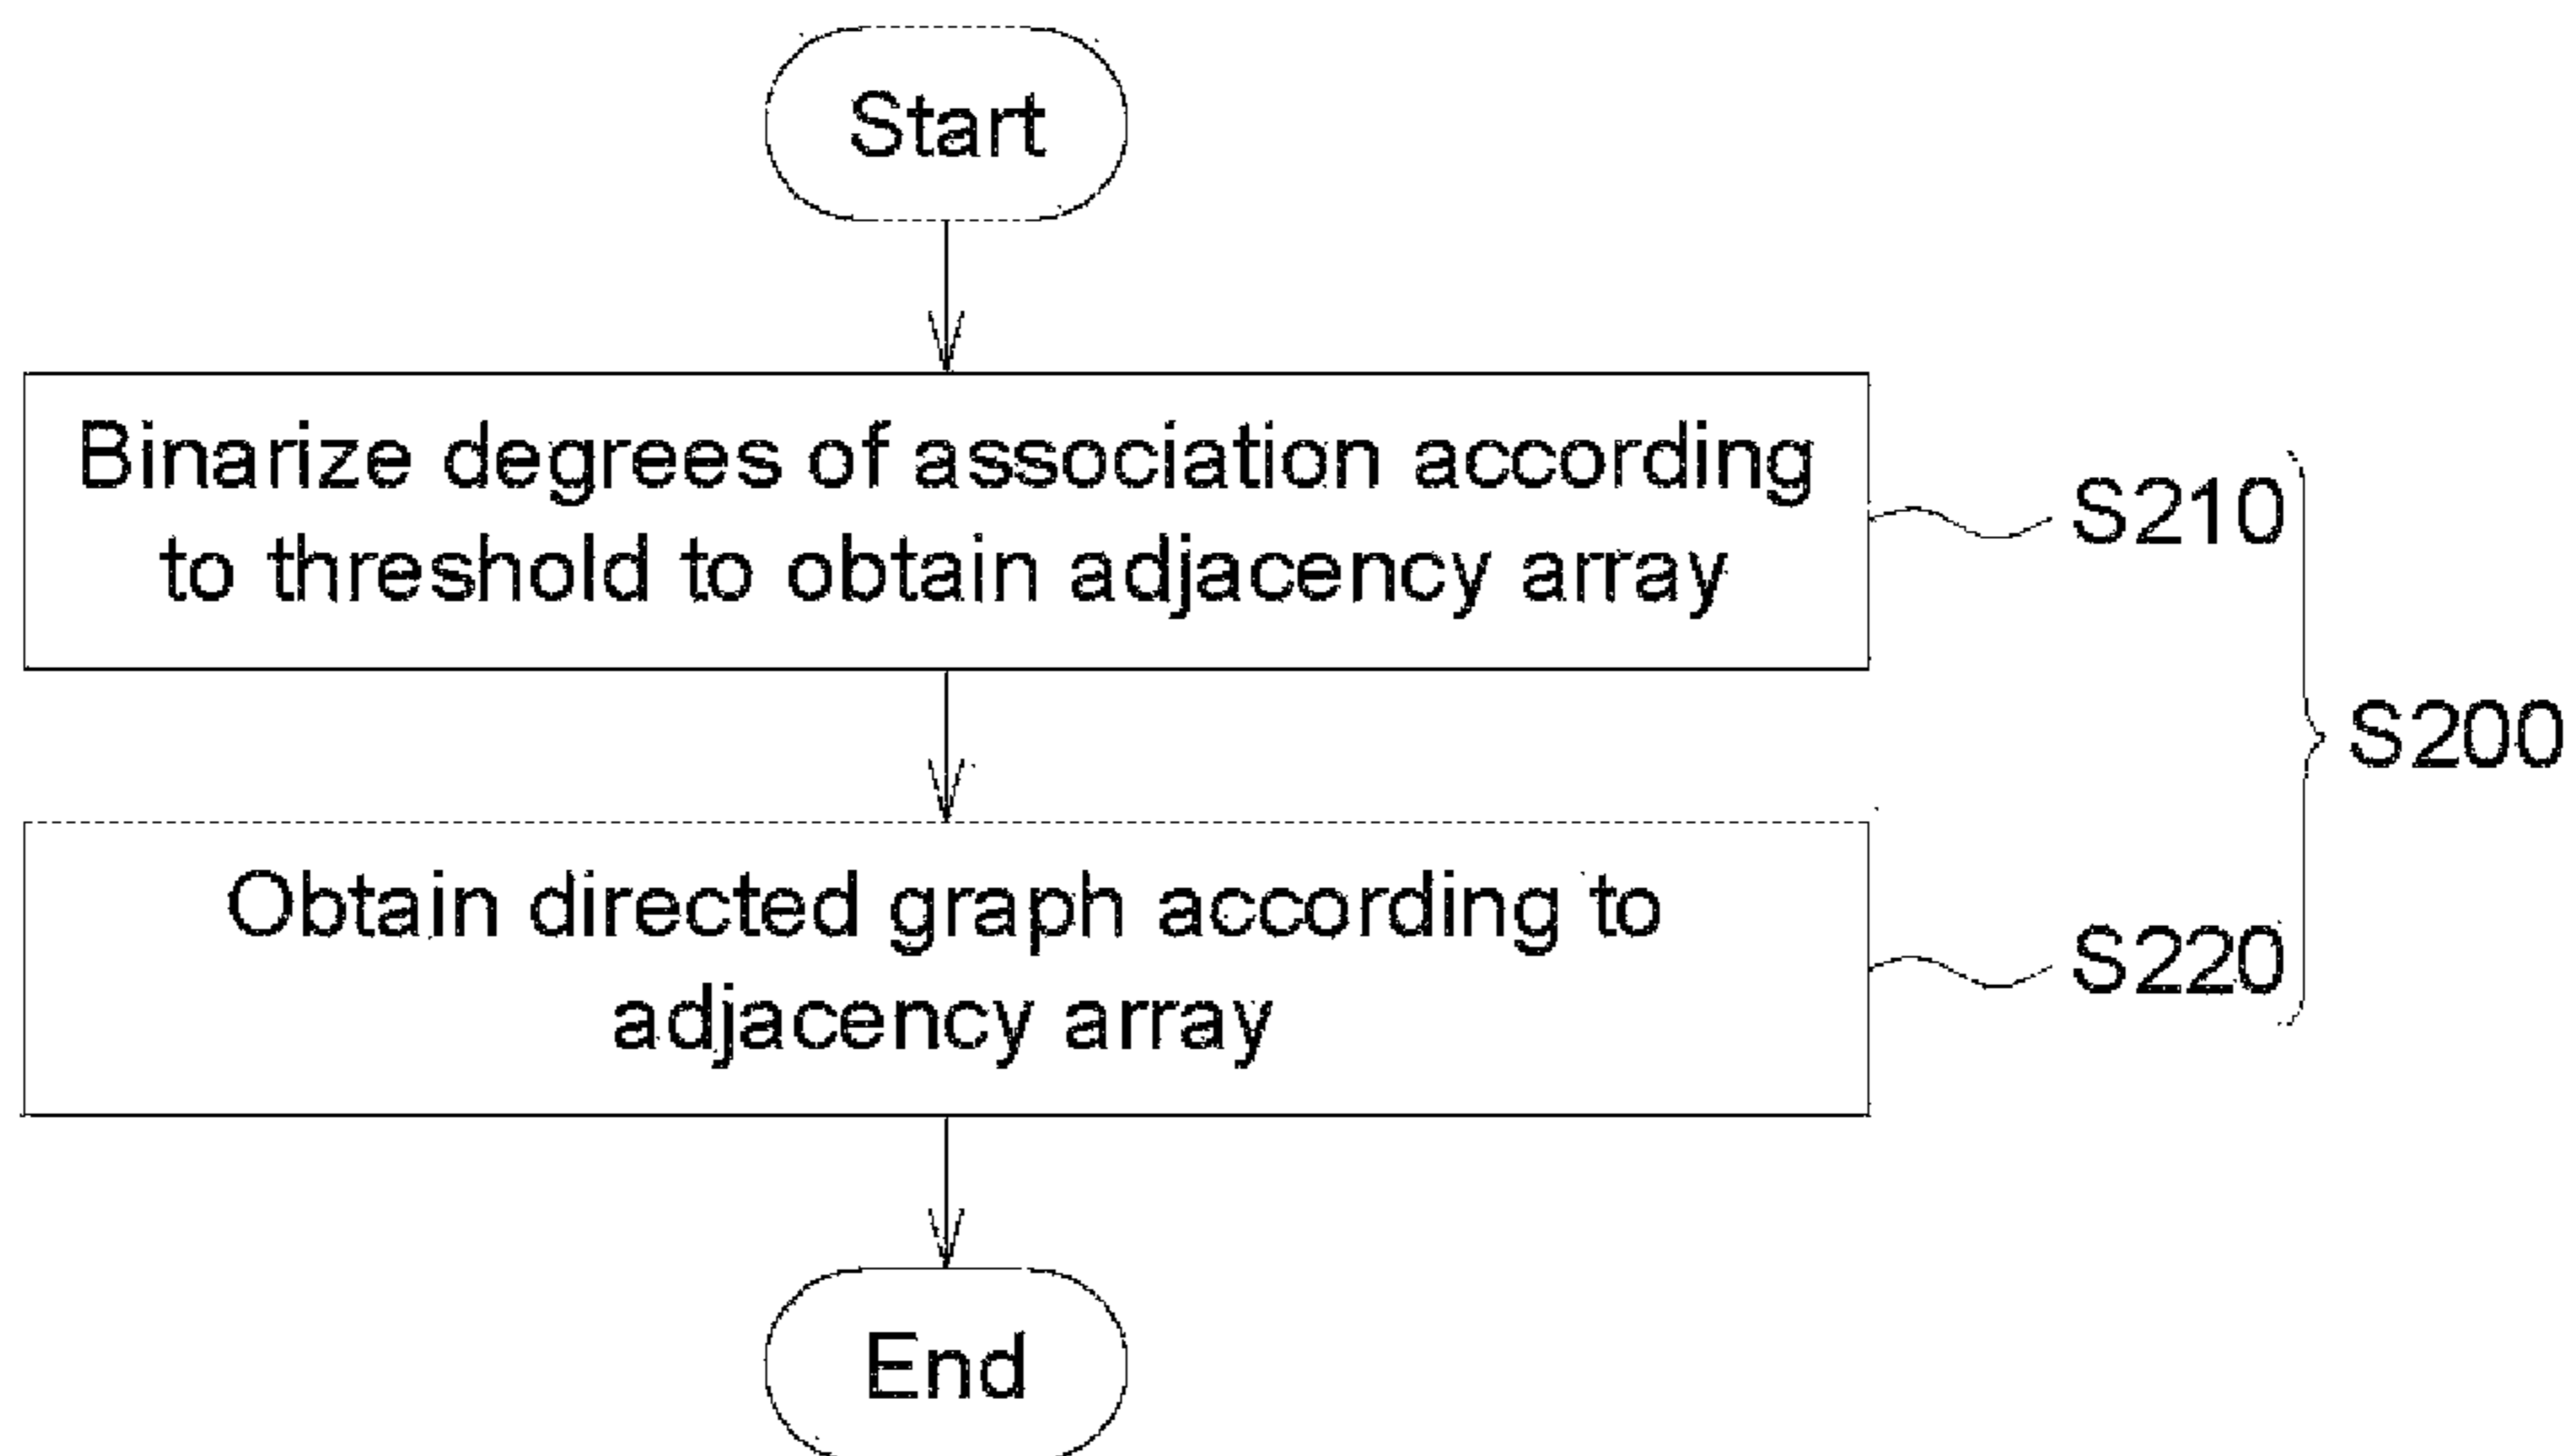 Start
Binarize degrees of association according
to threshold to obtain adjacency array
S210
S200
Obtain directed graph according to
adjacency array
S220
End